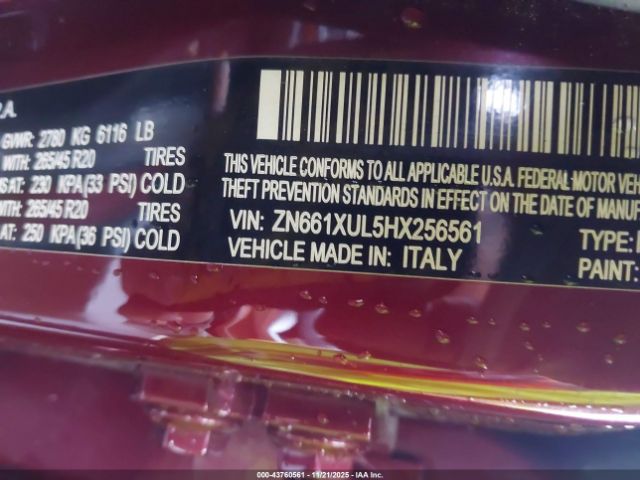 P.A.
GVWR: 2780 KG 6116 LB
WITH: 265/45 R20 TIRES
AT: 230 KPA(33 PSI) COLD
WITH: 265/45 R20 TIRES
AT: 250 KPA(36 PSI) COLD
THIS VEHICLE CONFORMS TO ALL APPLICABLE U.S.A. FEDERAL MOTOR VEH
THEFT PREVENTION STANDARDS IN EFFECT ON THE DATE OF MANUF
VIN: ZN661XUL5HX256561
TYPE:
VEHICLE MADE IN: ITALY
PAINT:
000-43760561 - 11/21/2025 - IAAI.COM